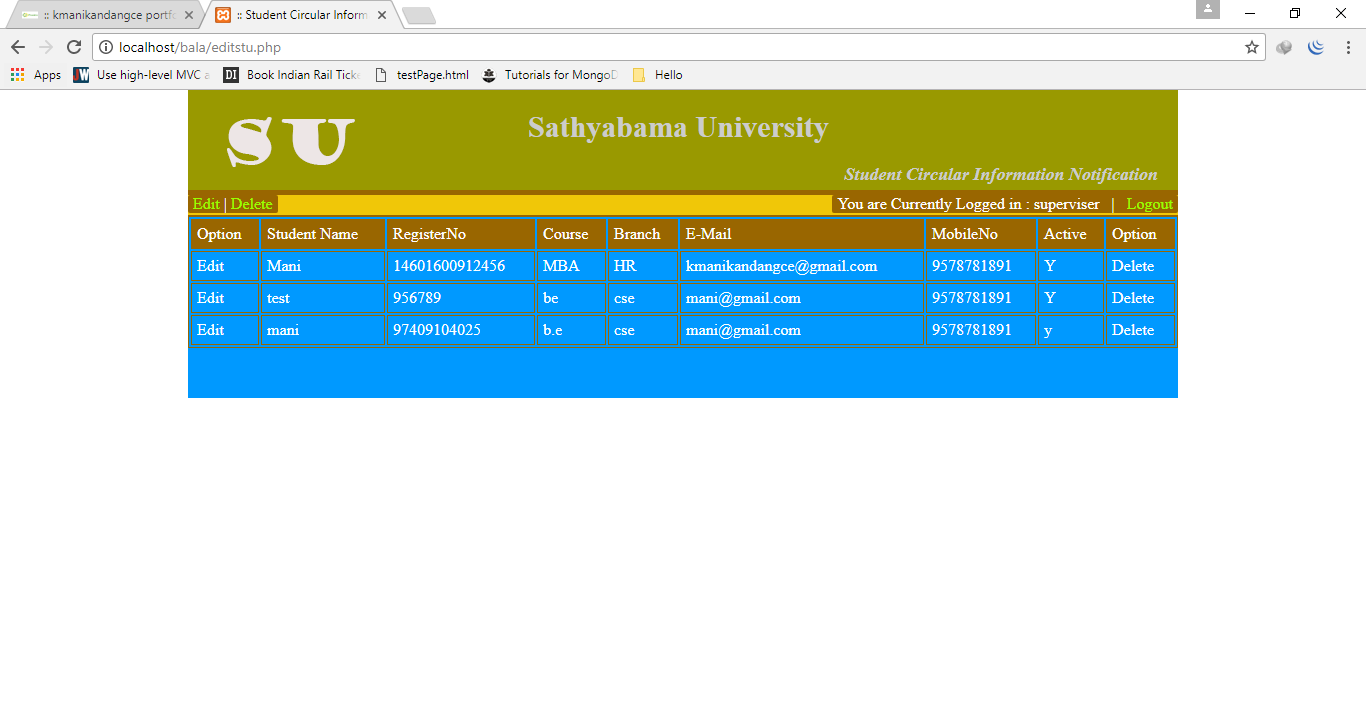 :: kmanikandangce portfo
:: Student Circular Inform
localhost/bala/editstu.php
Apps Use high-level MVC a Book Indian Rail Ticke testPage.html Tutorials for MongoD Hello
SU
Sathyabama University
Student Circular Information Notification
Edit | Delete You are Currently Logged in : superviser | Logout
Option Student Name RegisterNo Course Branch E-Mail MobileNo Active Option
Edit Mani 14601600912456 MBA HR kmanikandangce@gmail.com 9578781891 Y Delete
Edit test 956789 be cse mani@gmail.com 9578781891 Y Delete
Edit mani 97409104025 b.e cse mani@gmail.com 9578781891 y Delete